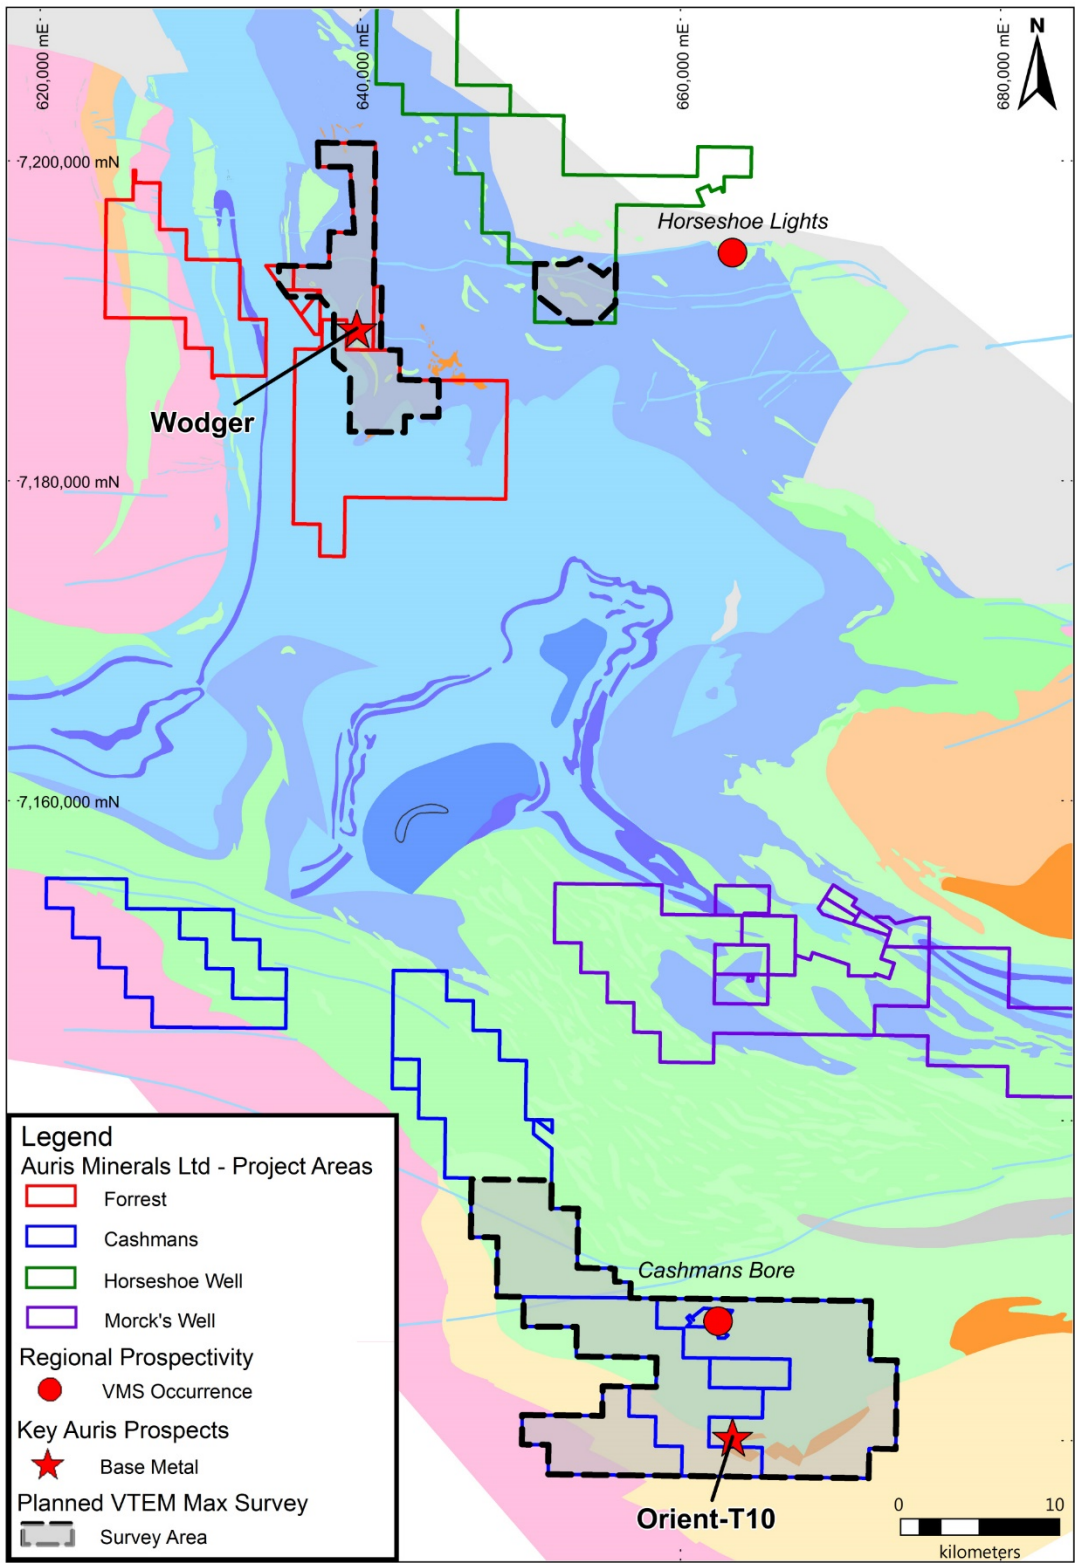 620,000 mE
640,000 mE
660,000 mE
680,000 mE
N
7,200,000 mN
Horseshoe Lights
Wodger
7,180,000 mN
7,160,000 mN
Legend
Auris Minerals Ltd - Project Areas
Forrest
Cashmans
Horseshoe Well
Morck's Well
Regional Prospectivity
VMS Occurrence
Key Auris Prospects
Base Metal
Planned VTEM Max Survey
Survey Area
Cashmans Bore
Orient-T10
0 10
kilometers